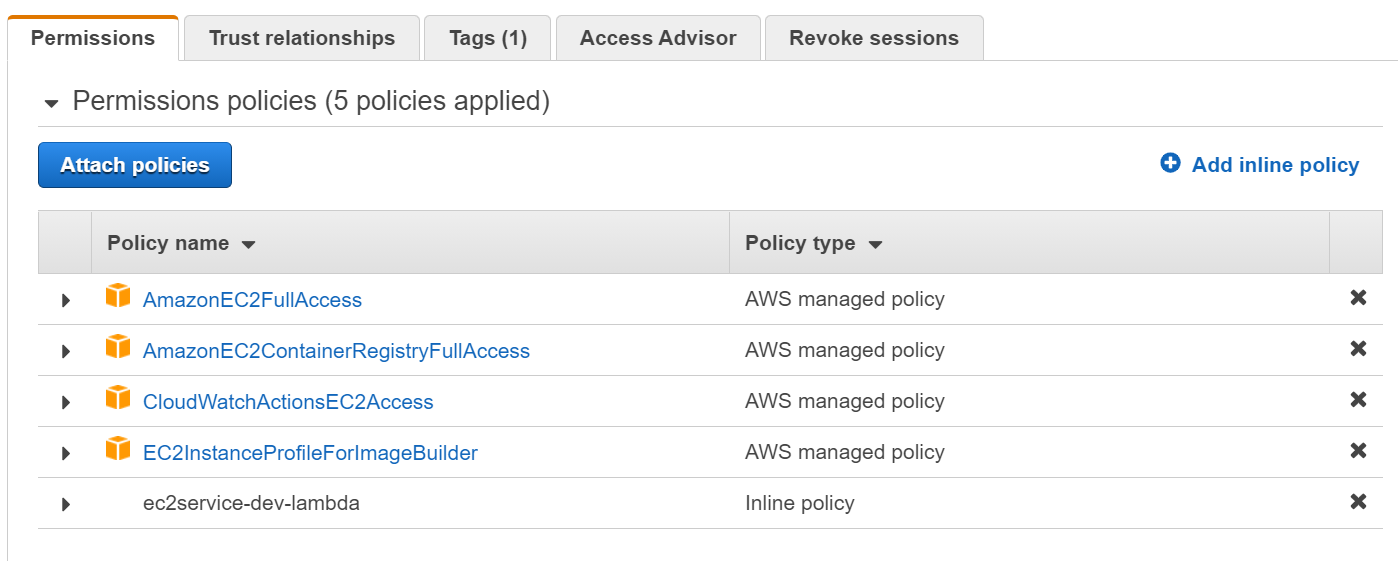 Permissions Trust relationships Tags (1) Access Advisor Revoke sessions
Permissions policies (5 policies applied)
Attach policies Add inline policy
Policy name Policy type
AmazonEC2FullAccess AWS managed policy
AmazonEC2ContainerRegistryFullAccess AWS managed policy
CloudWatchActionsEC2Access AWS managed policy
EC2InstanceProfileForImageBuilder AWS managed policy
ec2service-dev-lambda Inline policy